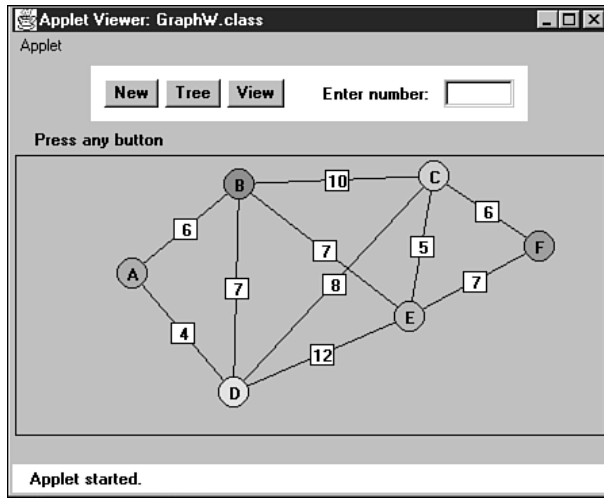 Applet Viewer: GraphW.class
Applet
New Tree View Enter number:
Press any button
B 10 C
6 6
A 7 5 F
7 8 7
4 E
12
D
Applet started.